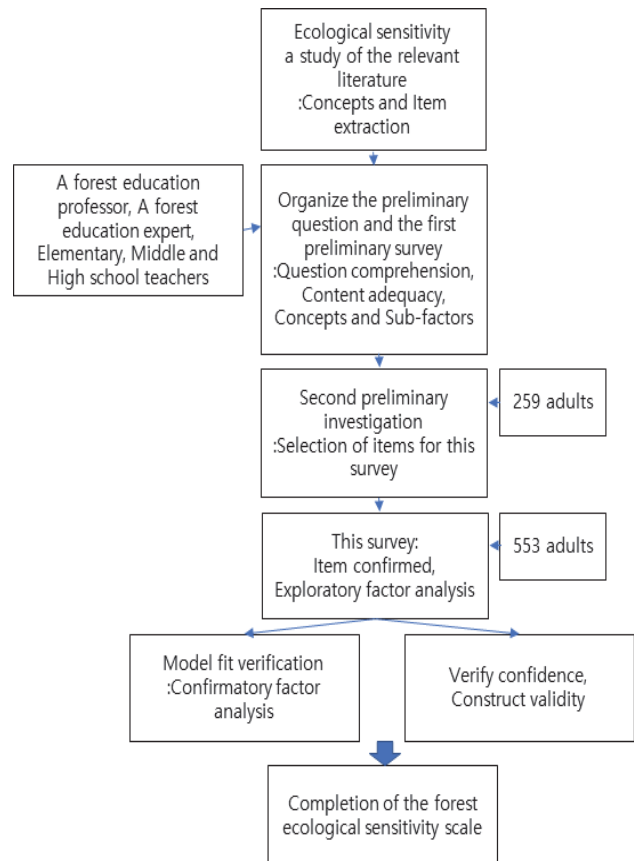 Ecological sensitivity
a study of the relevant
literature
:Concepts and Item
extraction
A forest education
professor, A forest
education expert,
Elementary, Middle and
High school teachers
Organize the preliminary
question and the first
preliminary survey
:Question comprehension,
Content adequacy,
Concepts and Sub-factors
Second preliminary
investigation
:Selection of items for this
survey
259 adults
This survey:
Item confirmed,
Exploratory factor analysis
553 adults
Model fit verification
:Confirmatory factor
analysis
Verify confidence,
Construct validity
Completion of the forest
ecological sensitivity scale